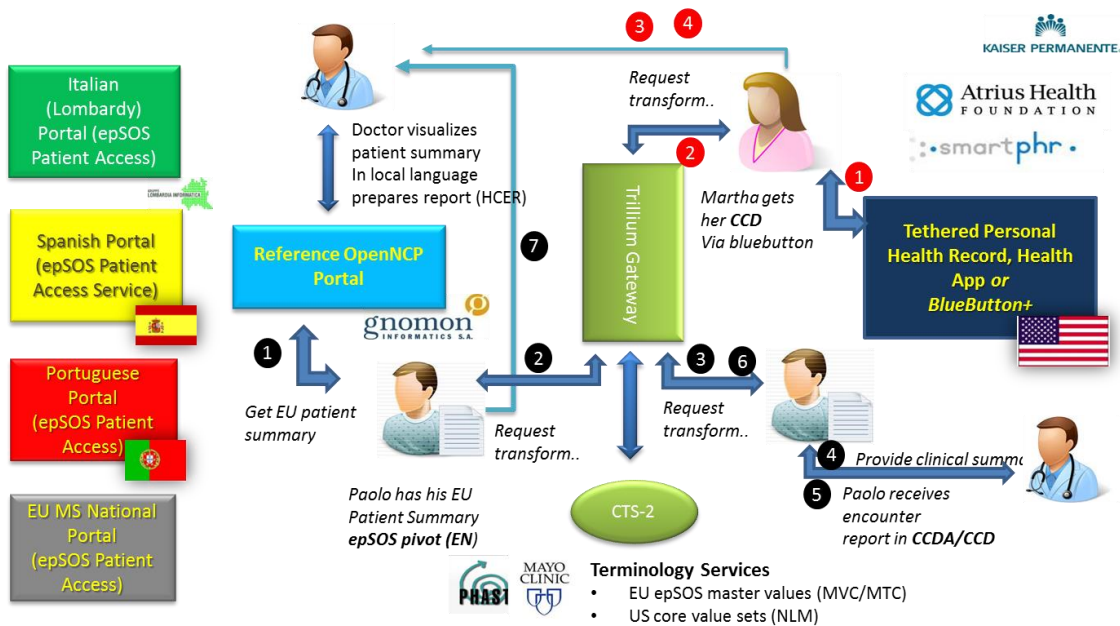 3
4
KAISER PERMANENTE
Italian
(Lombardy)
Portal (epSOS
Patient Access)
Request
transform..
Atrius Health
FOUNDATION
smartphr
Doctor visualizes
patient summary
In local language
prepares report (HCER)
2
1
LOMBARDIA INFORMATICA
Martha gets
her CCD
Via bluebutton
Trillium Gateway
Spanish Portal
(epSOS Patient
Access Service)
Reference OpenNCP
Portal
7
Tethered Personal
Health Record, Health
App or
BlueButton+
gnomon
INFORMATICS S.A.
1
2
3
6
Portuguese
Portal
(epSOS Patient
Access)
Get EU patient
summary
Request
transform..
Request
transform..
4
Provide clinical summ
5
Paolo receives
encounter
report in CCDA/CCD
EU MS National
Portal
(epSOS Patient
Access)
Paolo has his EU
Patient Summary
epSOS pivot (EN)
CTS-2
PHAST
MAYO
CLINIC
Terminology Services
• EU epSOS master values (MVC/MTC)
• US core value sets (NLM)